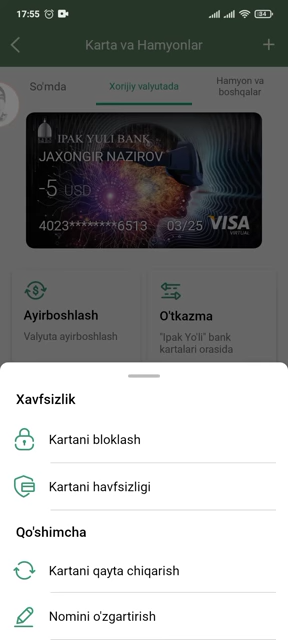 17:55
84
Karta va Hamyonlar
So'mda
Xorijiy valyutada
Hamyon va
boshqalar
IPAK YULI BANK
JAXONGIR NAZIROV
-5 USD
4023********6513 03/25 VISA
VIRTUAL
Ayirboshlash
Valyuta ayirboshlash
O'tkazma
"Ipak Yo'li" bank
kartalari orasida
Xavfsizlik
Kartani bloklash
Kartani havfsizligi
Qo'shimcha
Kartani qayta chiqarish
Nomini o'zgartirish